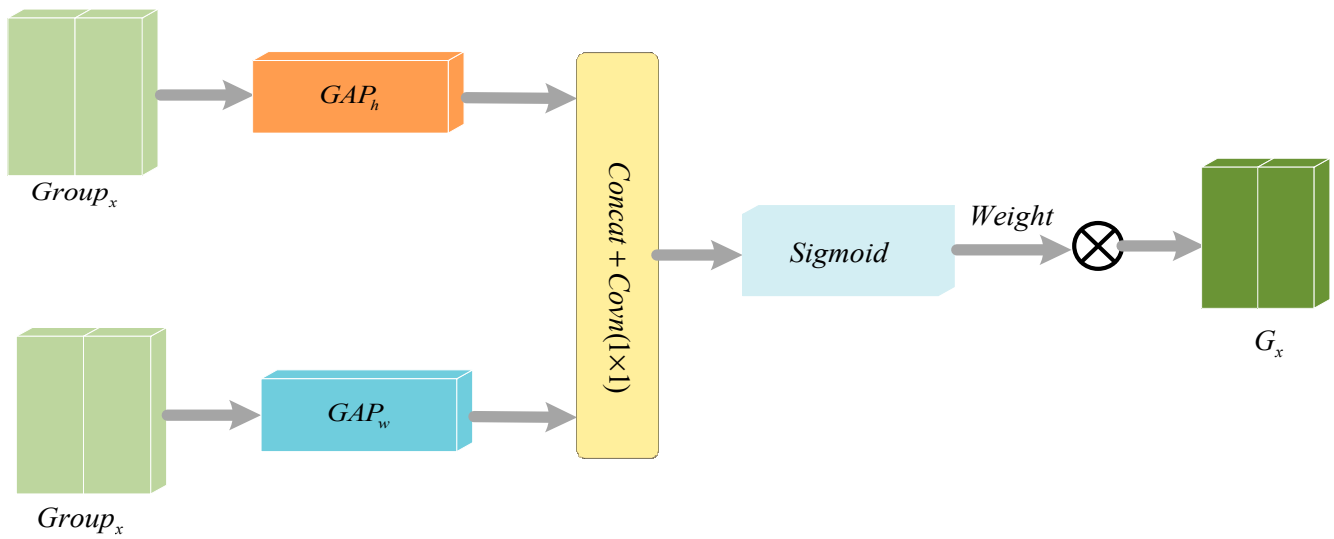 GAP_h
Group_x
Concat + Covn(1×1)
Weight
Sigmoid
G_x
GAP_w
Group_x